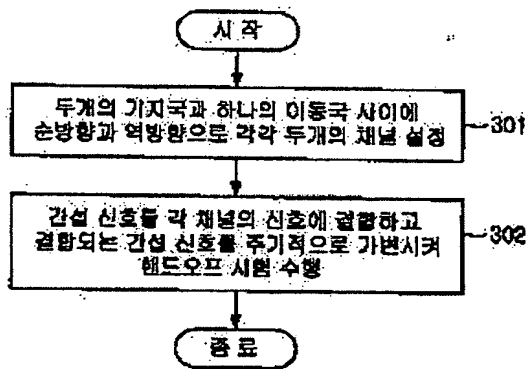 시 작
두개의 기지국과 하나의 이동국 사이에
순방향과 역방향으로 각각 두개의 채널 설정
301
간섭 신호를 각 채널의 신호에 결합하고
결합되는 간섭 신호를 주기적으로 가변시켜
핸드오프 시험 수행
302
종 료